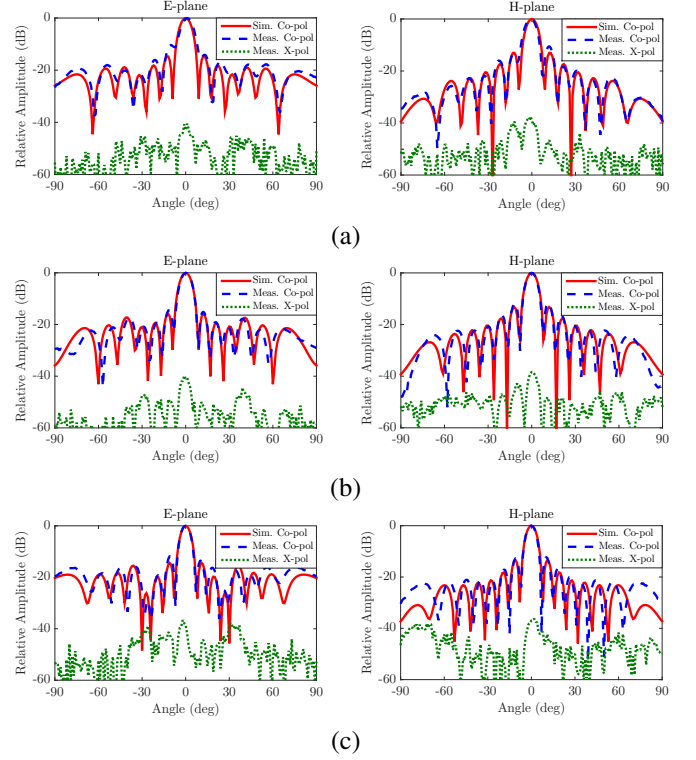 E-plane
Relative Amplitude (dB)
0
-20
-40
-60
-90 -60 -30 0 30 60 90
Angle (deg)
Sim. Co-pol
Meas. Co-pol
Meas. X-pol
H-plane
Relative Amplitude (dB)
0
-20
-40
-60
-90 -60 -30 0 30 60 90
Angle (deg)
Sim. Co-pol
Meas. Co-pol
Meas. X-pol
(a)
E-plane
Relative Amplitude (dB)
0
-20
-40
-60
-90 -60 -30 0 30 60 90
Angle (deg)
Sim. Co-pol
Meas. Co-pol
Meas. X-pol
H-plane
Relative Amplitude (dB)
0
-20
-40
-60
-90 -60 -30 0 30 60 90
Angle (deg)
Sim. Co-pol
Meas. Co-pol
Meas. X-pol
(b)
E-plane
Relative Amplitude (dB)
0
-20
-40
-60
-90 -60 -30 0 30 60 90
Angle (deg)
Sim. Co-pol
Meas. Co-pol
Meas. X-pol
H-plane
Relative Amplitude (dB)
0
-20
-40
-60
-90 -60 -30 0 30 60 90
Angle (deg)
Sim. Co-pol
Meas. Co-pol
Meas. X-pol
(c)